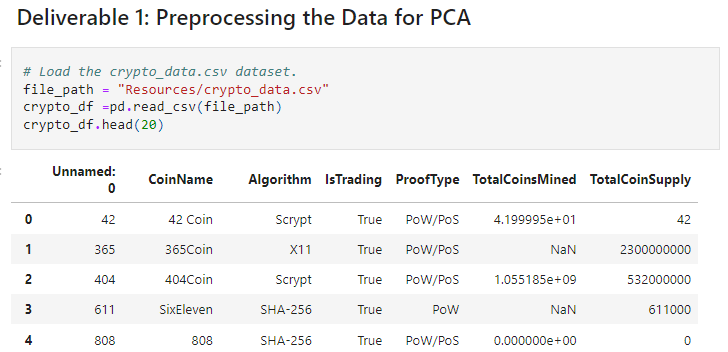 Deliverable 1: Preprocessing the Data for PCA
# Load the crypto_data.csv dataset.
file_path = "Resources/crypto_data.csv"
crypto_df =pd.read_csv(file_path)
crypto_df.head(20)
Unnamed: 0 CoinName Algorithm IsTrading ProofType TotalCoinsMined TotalCoinSupply
0 42 42 Coin Scrypt True PoW/PoS 4.199995e+01 42
1 365 365Coin X11 True PoW/PoS NaN 2300000000
2 404 404Coin Scrypt True PoW/PoS 1.055185e+09 532000000
3 611 SixEleven SHA-256 True PoW NaN 611000
4 808 808 SHA-256 True PoW/PoS 0.000000e+00 0